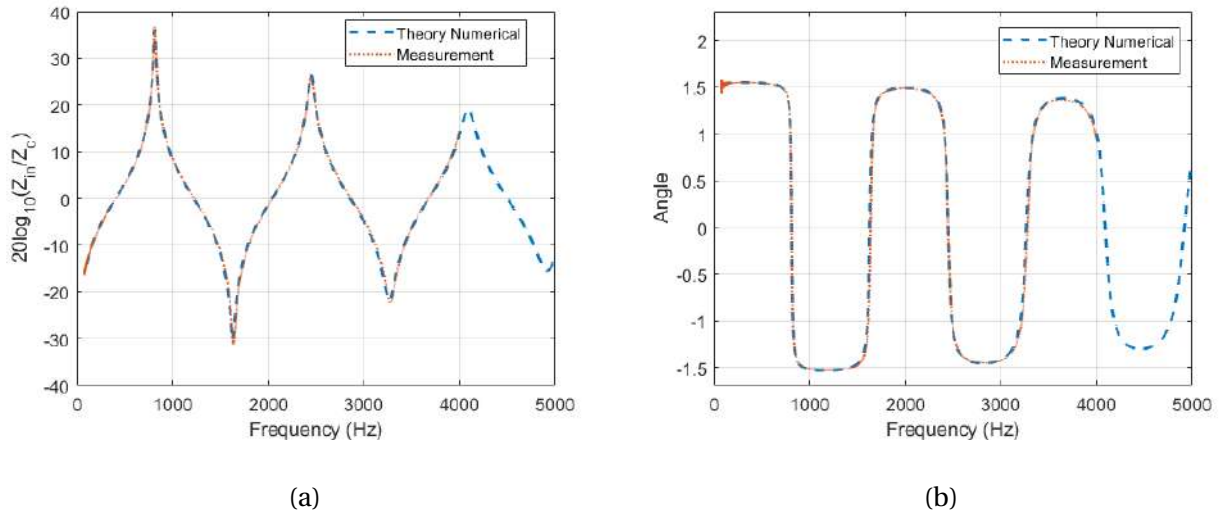 40
30
20
10
0
-10
-20
-30
-40
20log10(Zin/Zc)
Theory Numerical
Measurement
0 1000 2000 3000 4000 5000
Frequency (Hz)
(a)
2
1.5
1
0.5
0
-0.5
-1
-1.5
Angle
Theory Numerical
Measurement
0 1000 2000 3000 4000 5000
Frequency (Hz)
(b)